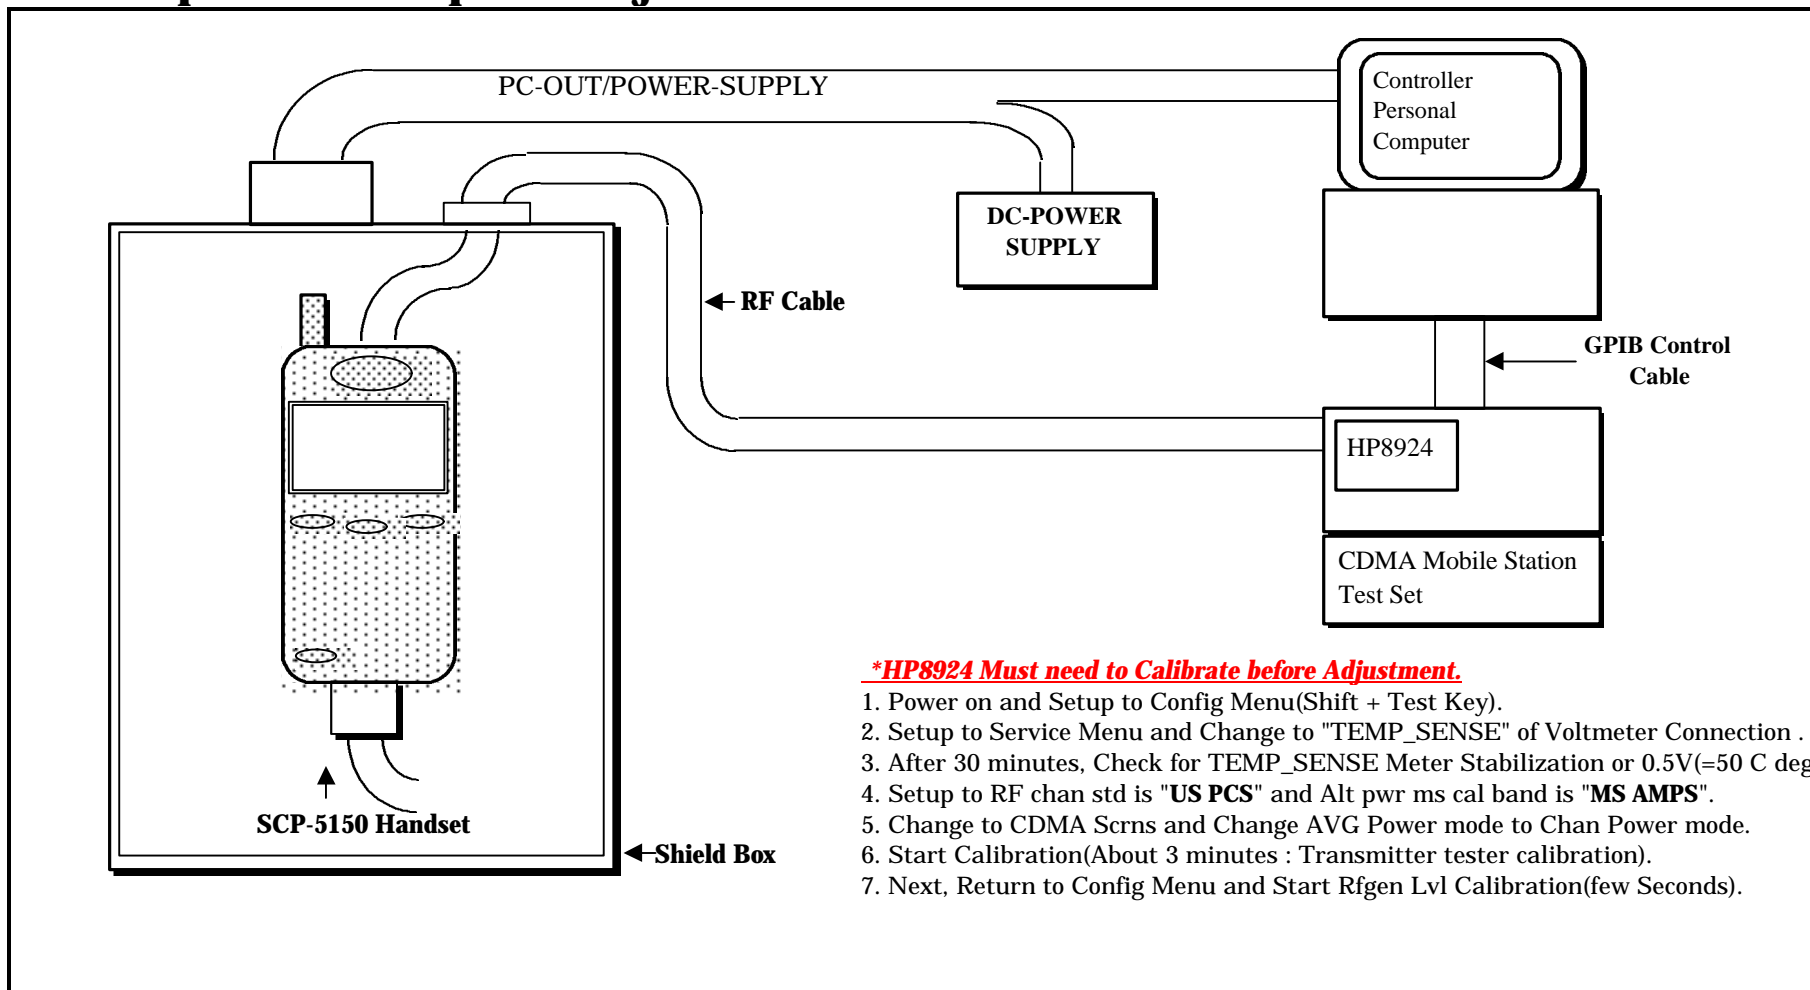 PC-OUT/POWER-SUPPLY
Controller
Personal
Computer
DC-POWER
SUPPLY
RF Cable
GPIB Control
Cable
HP8924
CDMA Mobile Station
Test Set
SCP-5150 Handset
Shield Box
*HP8924 Must need to Calibrate before Adjustment.
1. Power on and Setup to Config Menu(Shift + Test Key).
2. Setup to Service Menu and Change to "TEMP_SENSE" of Voltmeter Connection .
3. After 30 minutes, Check for TEMP_SENSE Meter Stabilization or 0.5V(=50 C deg
4. Setup to RF chan std is "US PCS" and Alt pwr ms cal band is "MS AMPS".
5. Change to CDMA Scrns and Change AVG Power mode to Chan Power mode.
6. Start Calibration(About 3 minutes : Transmitter tester calibration).
7. Next, Return to Config Menu and Start Rfgen Lvl Calibration(few Seconds).